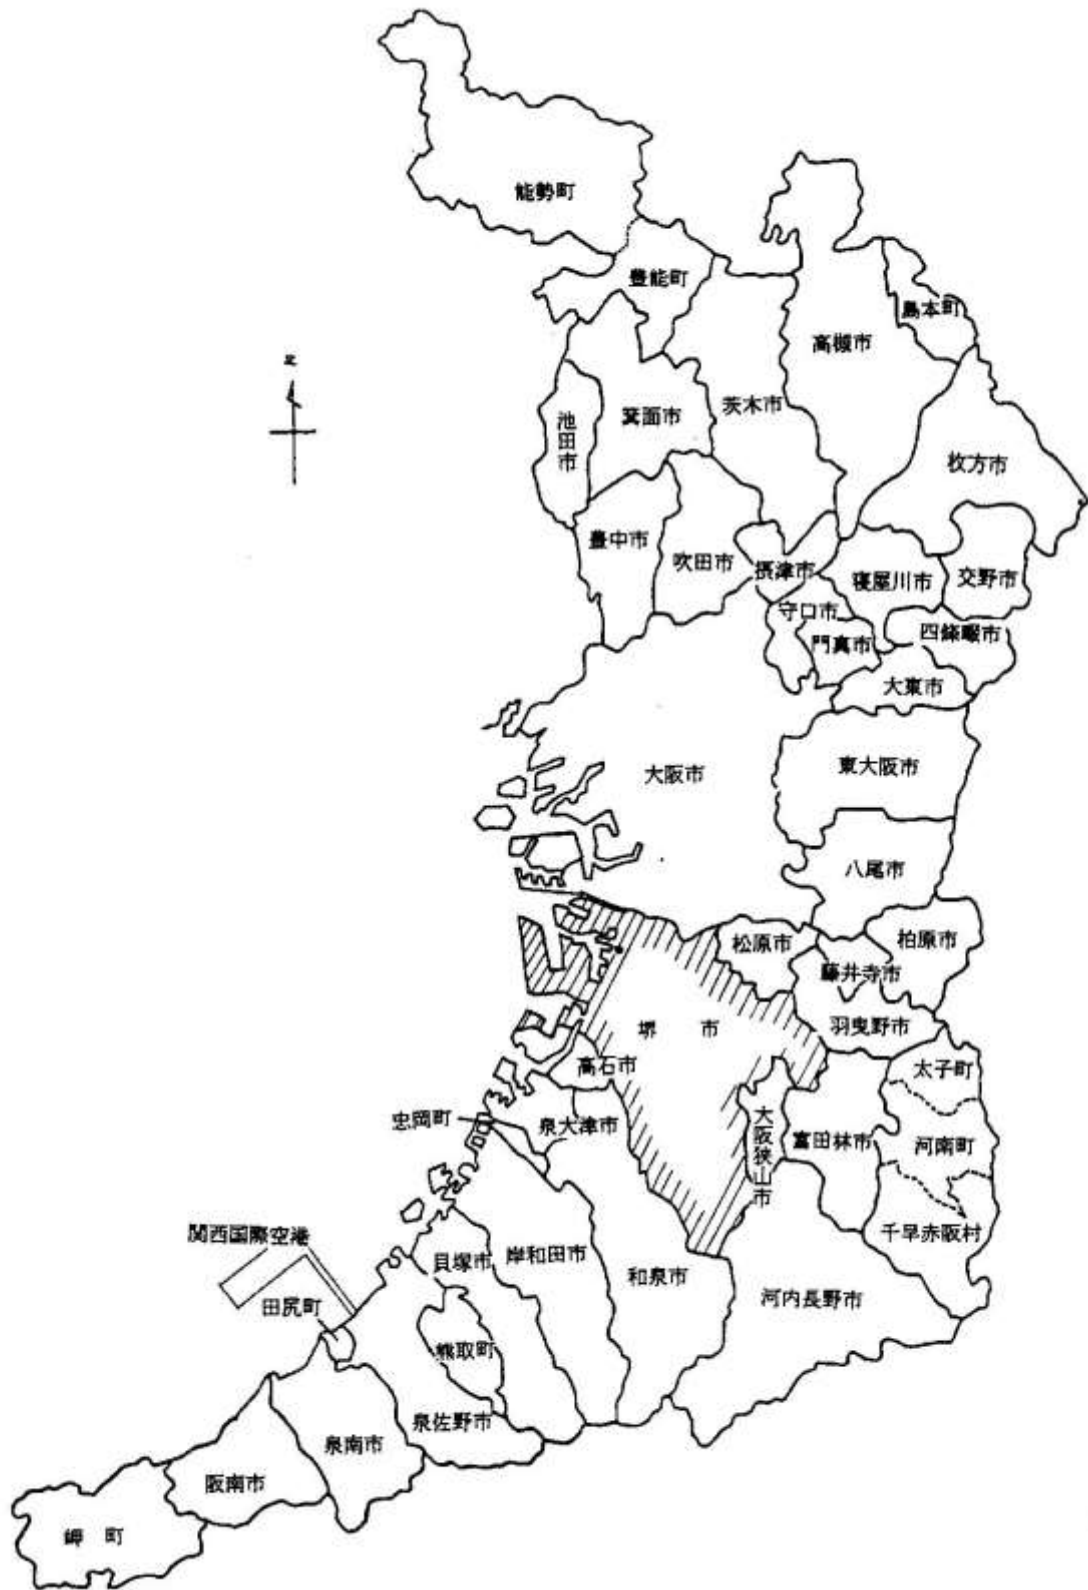 能勢町
豊能町
島本町
高槻市
茨木市
箕面市
池田市
枚方市
豊中市
吹田市
摂津市
寝屋川市
交野市
守口市
門真市
四條畷市
大東市
大阪市
東大阪市
八尾市
松原市
柏原市
藤井寺市
羽曳野市
堺 市
高石市
太子町
忠岡町
泉大津市
大阪狭山市
富田林市
河南町
千早赤阪村
関西国際空港
貝塚市
岸和田市
和泉市
河内長野市
田尻町
熊取町
泉佐野市
泉南市
阪南市
岬 町